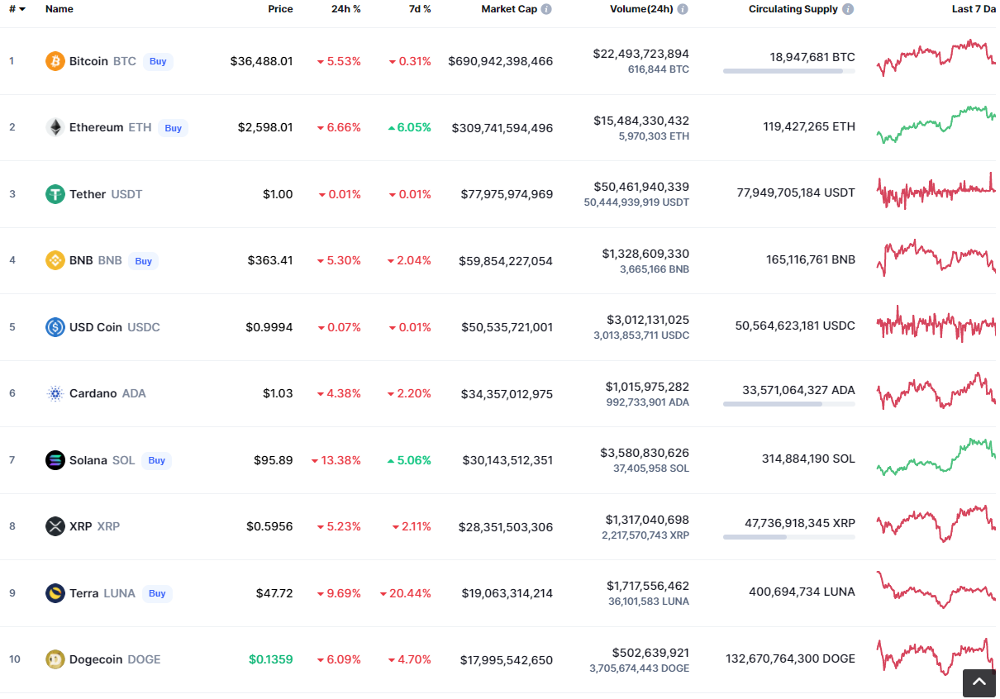 # Name Price 24h % 7d % Market Cap Volume(24h) Circulating Supply Last 7 Da
1 Bitcoin BTC Buy $36,488.01 5.53% 0.31% $690,942,398,466 $22,493,723,894 18,947,681 BTC
616,844 BTC
2 Ethereum ETH Buy $2,598.01 6.66% 6.05% $309,741,594,496 $15,484,330,432 119,427,265 ETH
5,970,303 ETH
3 Tether USDT $1.00 0.01% 0.01% $77,975,974,969 $50,461,940,339 77,949,705,184 USDT
50,444,939,919 USDT
4 BNB BNB Buy $363.41 5.30% 2.04% $59,854,227,054 $1,328,609,330 165,116,761 BNB
3,665,166 BNB
5 USD Coin USDC $0.9994 0.07% 0.01% $50,535,721,001 $3,012,131,025 50,564,623,181 USDC
3,013,853,711 USDC
6 Cardano ADA $1.03 4.38% 2.20% $34,357,012,975 $1,015,975,282 33,571,064,327 ADA
992,733,901 ADA
7 Solana SOL Buy $95.89 13.38% 5.06% $30,143,512,351 $3,580,830,626 314,884,190 SOL
37,405,958 SOL
8 XRP XRP $0.5956 5.23% 2.11% $28,351,503,306 $1,317,040,698 47,736,918,345 XRP
2,217,570,743 XRP
9 Terra LUNA Buy $47.72 9.69% 20.44% $19,063,314,214 $1,717,556,462 400,694,734 LUNA
36,101,583 LUNA
10 Dogecoin DOGE $0.1359 6.09% 4.70% $17,995,542,650 $502,639,921 132,670,764,300 DOGE
3,705,674,443 DOGE